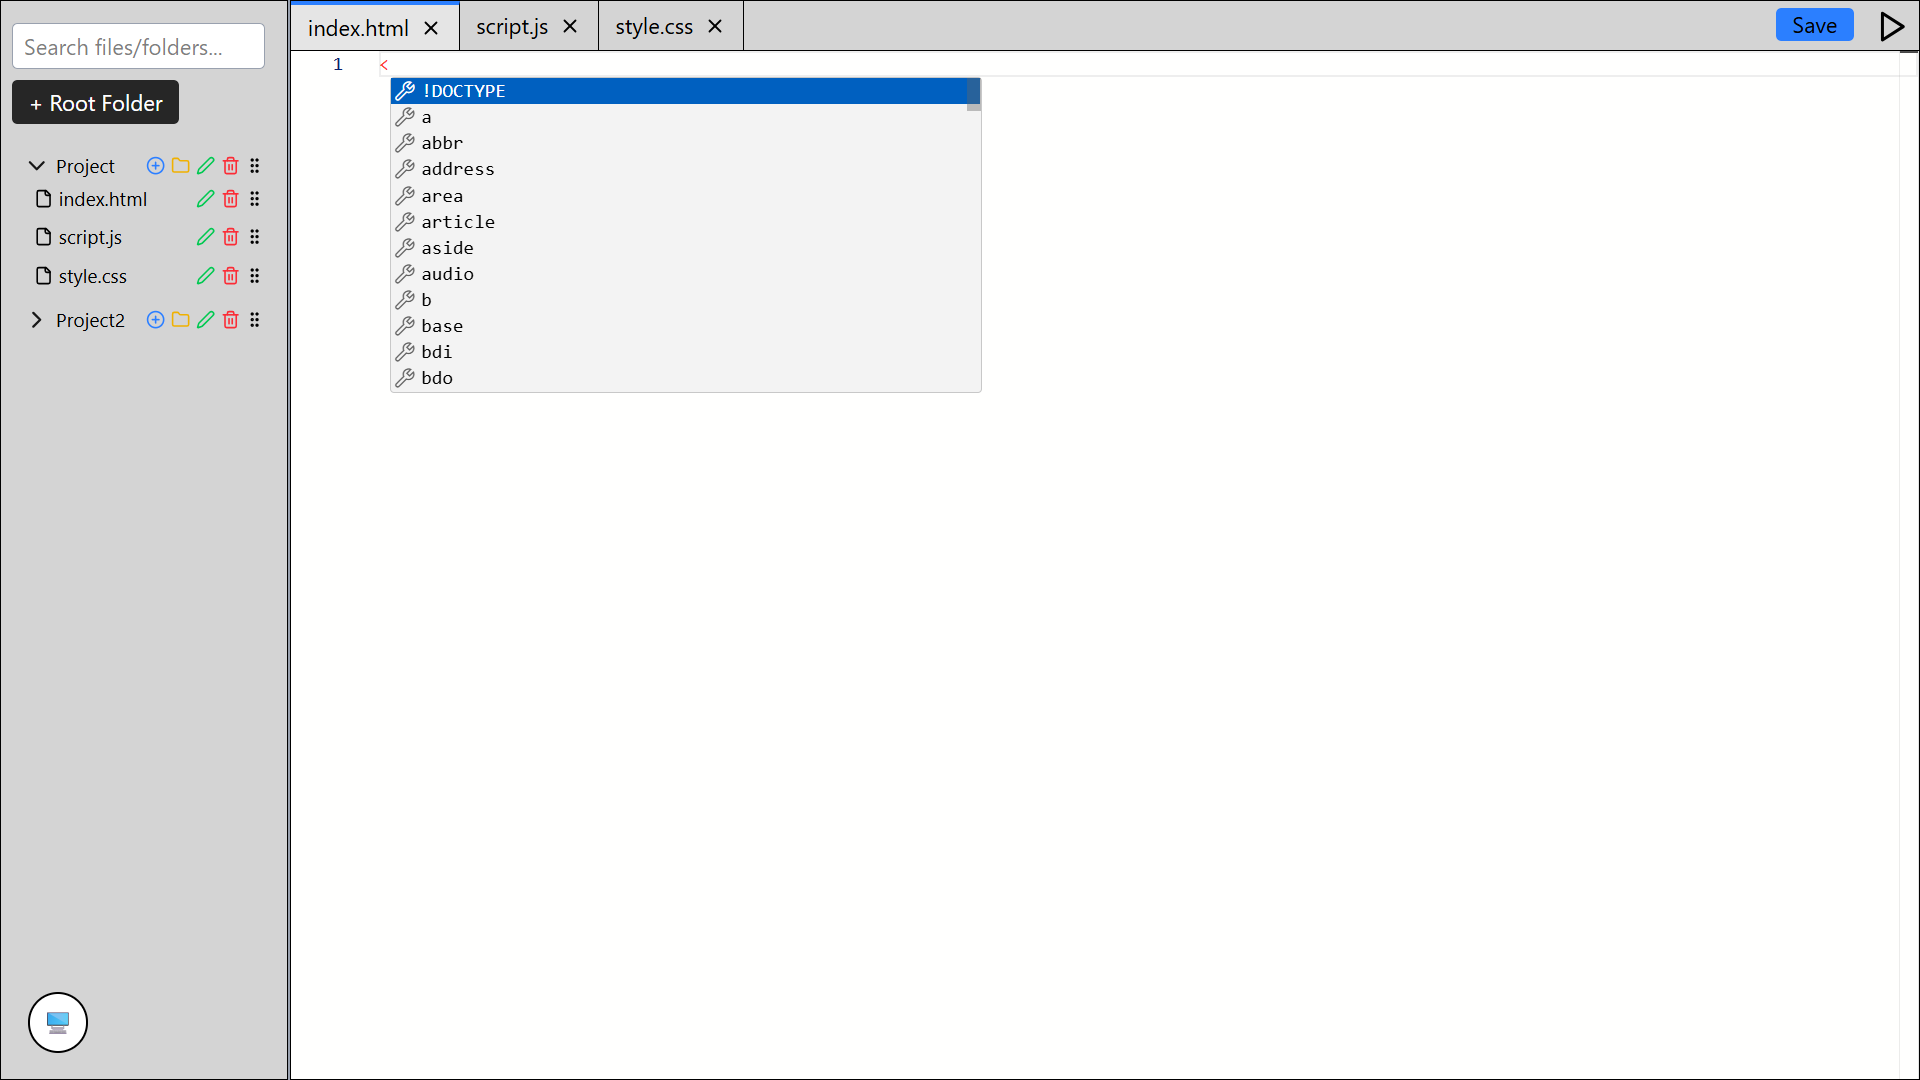 Search files/folders...
+ Root Folder
Project
index.html
script.js
style.css
Project2
index.html
script.js
style.css
Save
1 <
!DOCTYPE
a
abbr
address
area
article
aside
audio
b
base
bdi
bdo